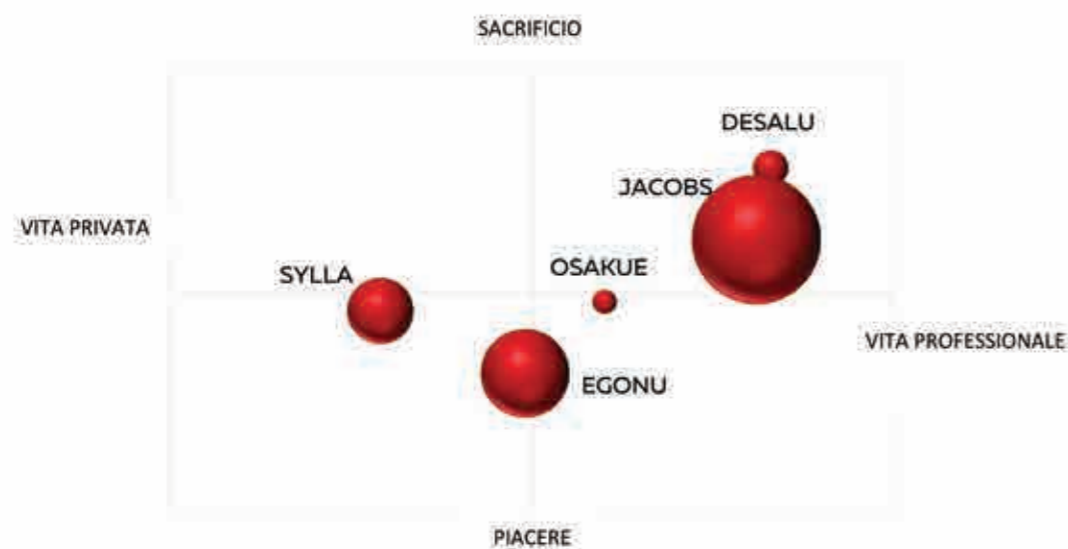 SACRIFICIO
DESALU
JACOBS
VITA PRIVATA
OSAKUE
SYLLA
VITA PROFESSIONALE
EGONU
PIACERE